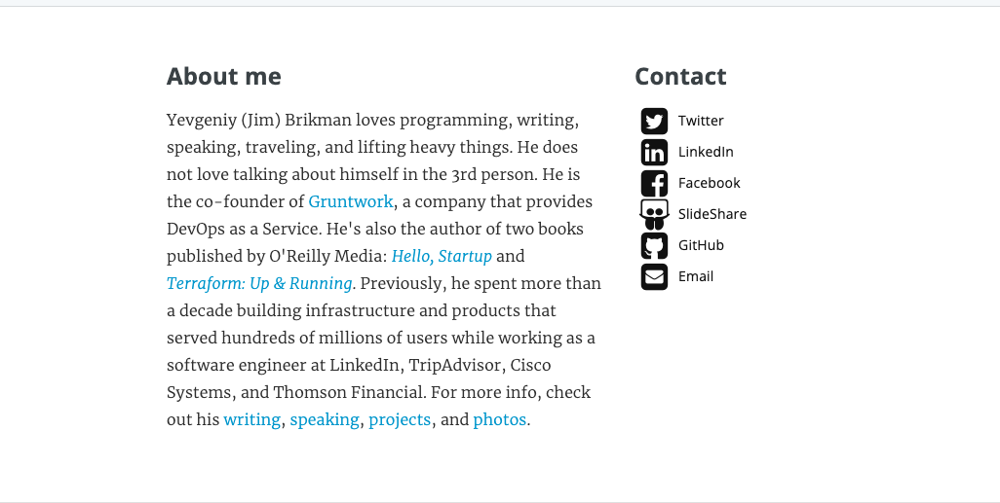 About me
Yevgeniy (Jim) Brikman loves programming, writing,
speaking, traveling, and lifting heavy things. He does
not love talking about himself in the 3rd person. He is
the co-founder of Gruntwork, a company that provides
DevOps as a Service. He's also the author of two books
published by O'Reilly Media: Hello, Startup and
Terraform: Up & Running. Previously, he spent more than
a decade building infrastructure and products that
served hundreds of millions of users while working as a
software engineer at LinkedIn, TripAdvisor, Cisco
Systems, and Thomson Financial. For more info, check
out his writing, speaking, projects, and photos.
Contact
Twitter
in LinkedIn
Facebook
SlideShare
GitHub
Email